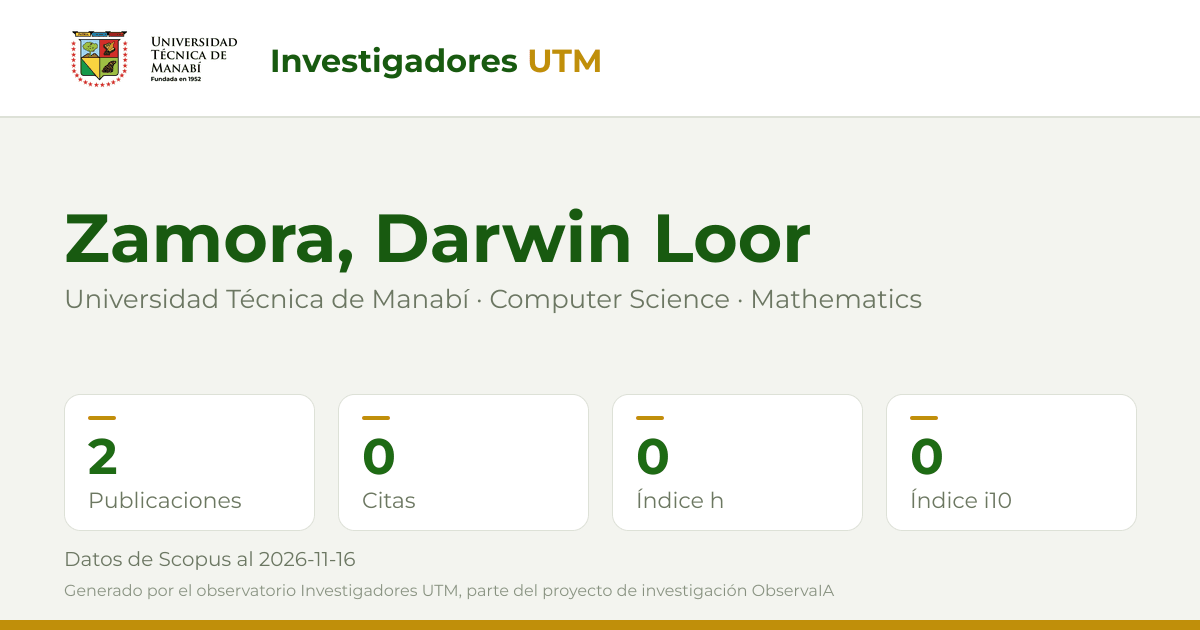 UNIVERSIDAD
TÉCNICA DE
MANABÍ
Fundada en 1952
Investigadores UTM
Zamora, Darwin Loor
Universidad Técnica de Manabí · Computer Science · Mathematics
2
Publicaciones
0
Citas
0
Índice h
0
Índice i10
Datos de Scopus al 2026-11-16
Generado por el observatorio Investigadores UTM, parte del proyecto de investigación ObservaIA